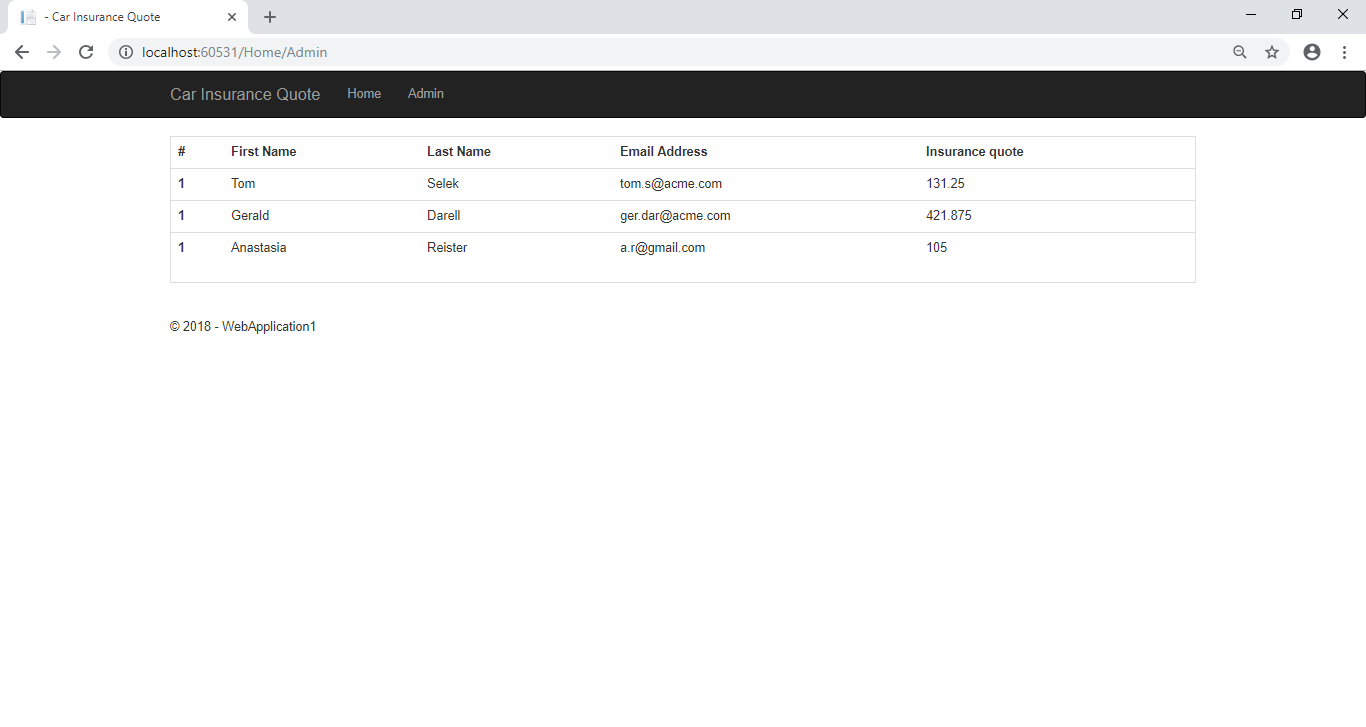 - Car Insurance Quote
localhost:60531/Home/Admin
Car Insurance Quote Home Admin
# First Name Last Name Email Address Insurance quote
1 Tom Selek tom.s@acme.com 131.25
1 Gerald Darell ger.dar@acme.com 421.875
1 Anastasia Reister a.r@gmail.com 105
© 2018 - WebApplication1